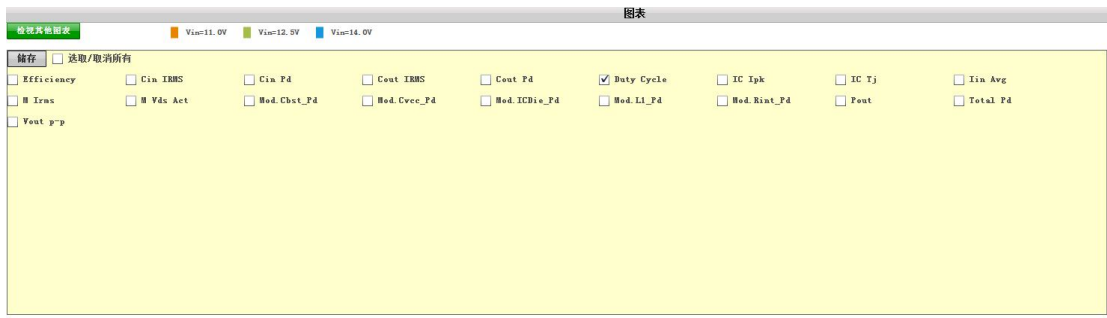 图表
检视其他图表 Vin=11.0V Vin=12.5V Vin=14.0V
储存 选取/取消所有
Efficiency Cin IRMS Cin Pd Cout IRMS Cout Pd Duty Cycle IC Ipk IC Tj Iin Avg
M Irms M Vds Act Mod.Cbst_Pd Mod.Cvcc_Pd Mod.ICDie_Pd Mod.L1_Pd Mod.Rint_Pd Pout Total Pd
Vout p-p